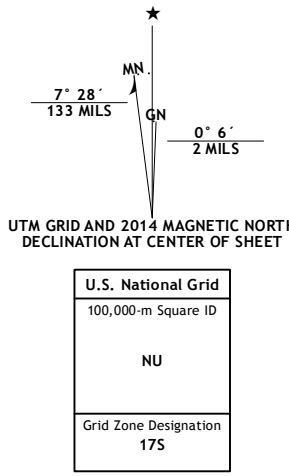 ★
MN
7° 28´
133 MILS
GN
0° 6´
2 MILS
UTM GRID AND 2014 MAGNETIC NORTH
DECLINATION AT CENTER OF SHEET
U.S. National Grid
100,000-m Square ID
NU
Grid Zone Designation
17S